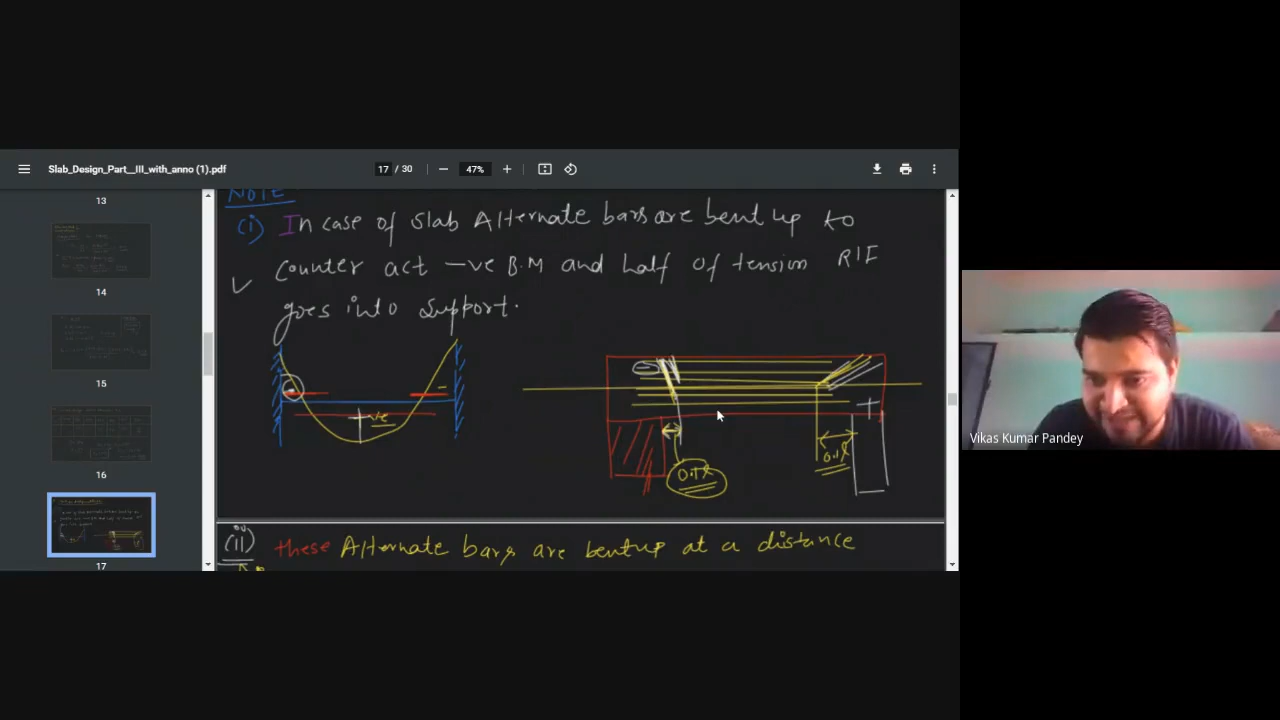 Slab_Design_Part__III_with_anno (1).pdf
17 / 30
47%
13
14
15
16
17
NOTE
(i) In case of slab Alternate bars are bent up to
counter act -ve B.M and half of tension R/F
goes into support.
+ve
0.1l
0.1l
(ii) these Alternate bars are bentup at a distance
Vikas Kumar Pandey